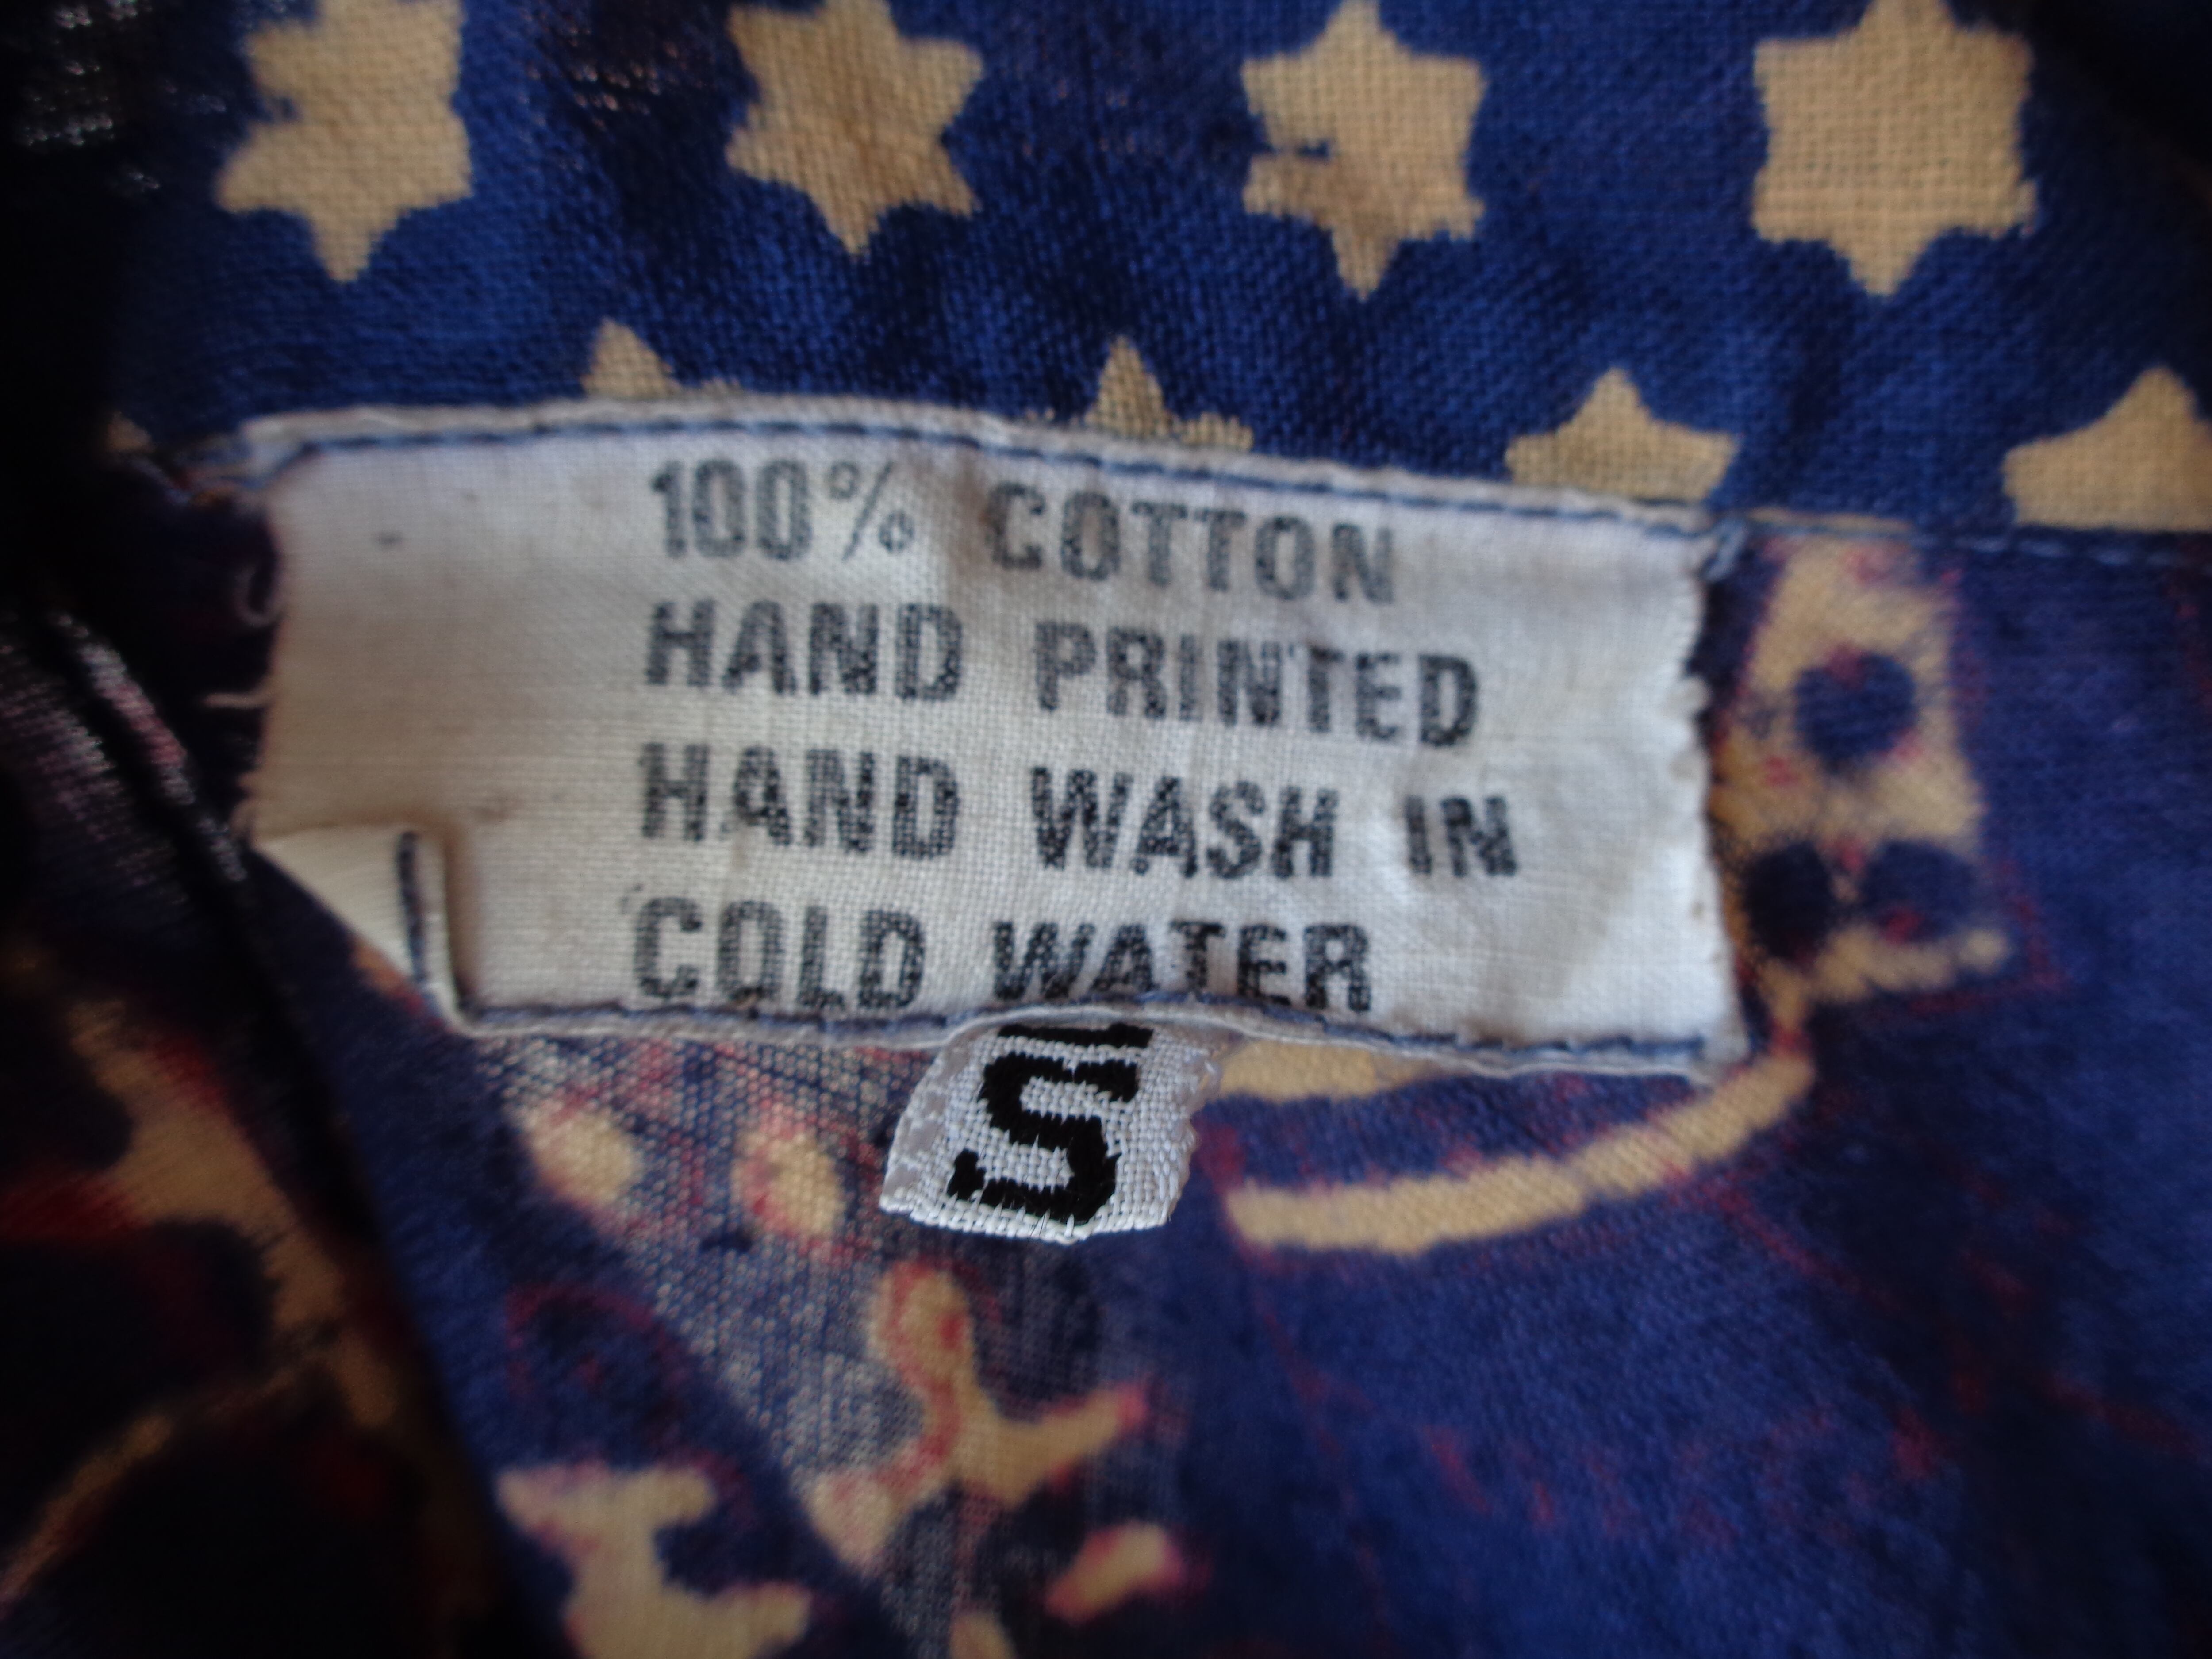 100% COTTON
HAND PRINTED
HAND WASH IN
COLD WATER
S